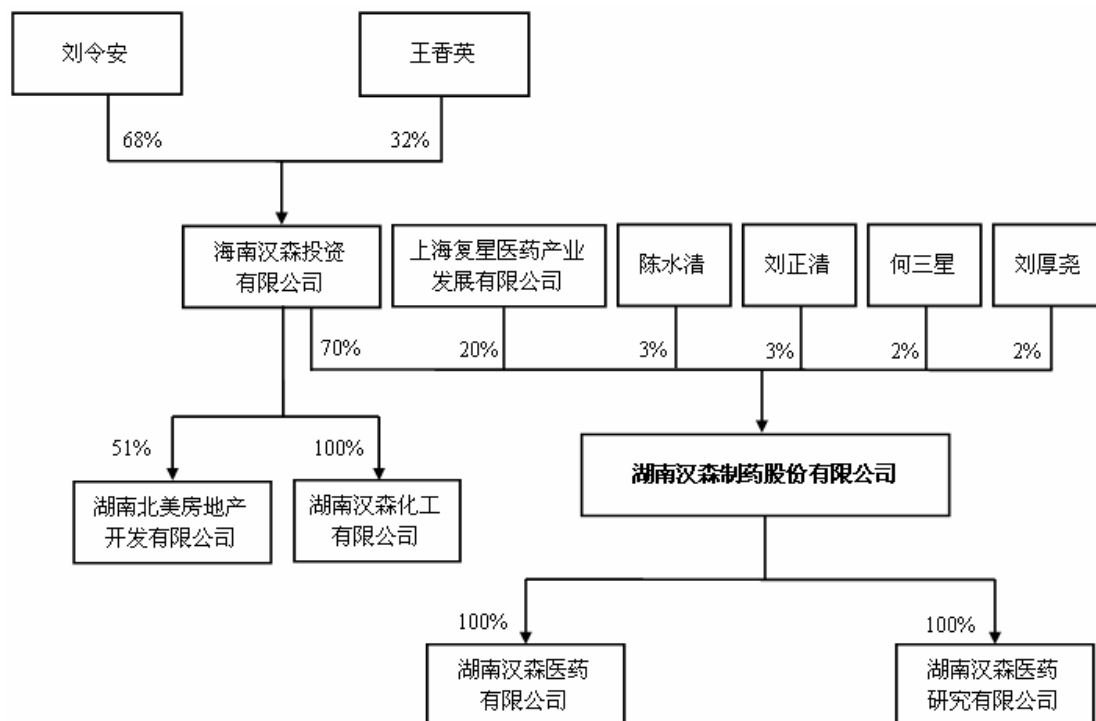 刘令安
王香英
68%
32%
海南汉森投资
有限公司
上海复星医药产业
发展有限公司
陈水清
刘正清
何三星
刘厚尧
70%
20%
3%
3%
2%
2%
51%
100%
湖南汉森制药股份有限公司
湖南北美房地产
开发有限公司
湖南汉森化工
有限公司
100%
100%
湖南汉森医药
有限公司
湖南汉森医药
研究有限公司